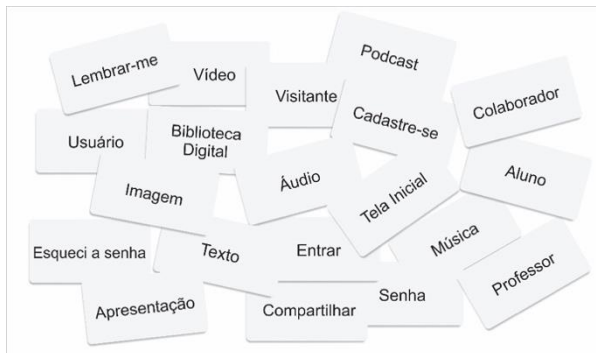 Podcast
Lembrar-me
Vídeo
Visitante
Colaborador
Cadastre-se
Usuário
Biblioteca
Digital
Áudio
Aluno
Imagem
Tela Inicial
Esqueci a senha
Texto
Entrar
Música
Professor
Apresentação
Compartilhar
Senha